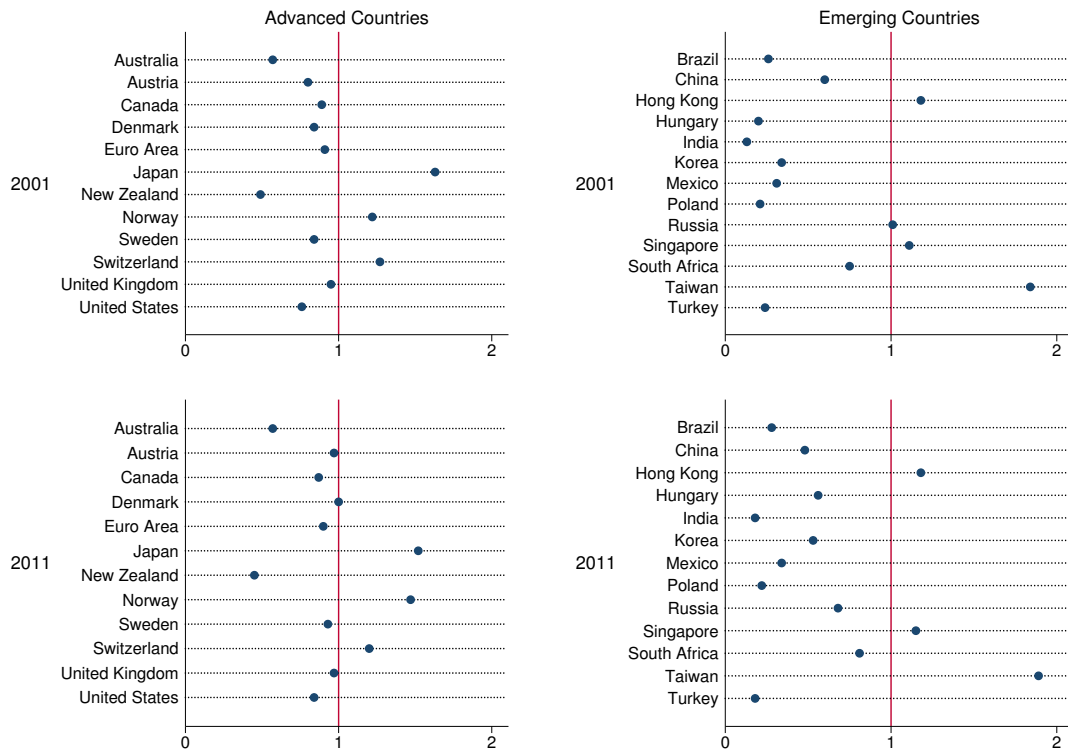 Advanced Countries
2001
Australia
Austria
Canada
Denmark
Euro Area
Japan
New Zealand
Norway
Sweden
Switzerland
United Kingdom
United States
0 1 2
Emerging Countries
2001
Brazil
China
Hong Kong
Hungary
India
Korea
Mexico
Poland
Russia
Singapore
South Africa
Taiwan
Turkey
0 1 2
2011
Australia
Austria
Canada
Denmark
Euro Area
Japan
New Zealand
Norway
Sweden
Switzerland
United Kingdom
United States
0 1 2
2011
Brazil
China
Hong Kong
Hungary
India
Korea
Mexico
Poland
Russia
Singapore
South Africa
Taiwan
Turkey
0 1 2